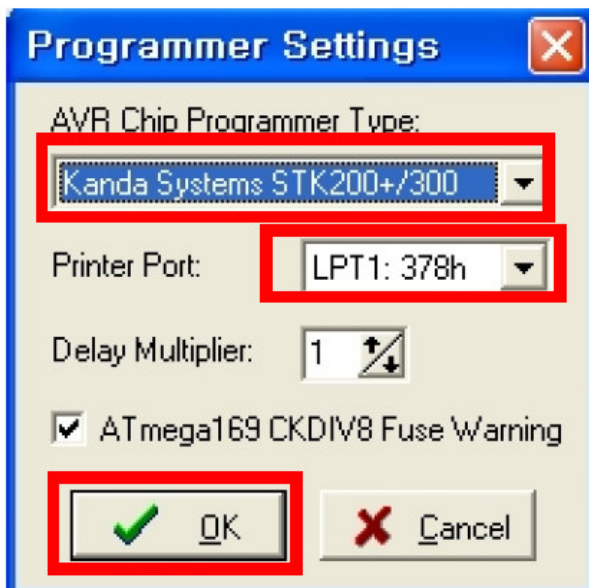 Programmer Settings
AVR Chip Programmer Type:
Kanda Systems STK200+/300
Printer Port: LPT1: 378h
Delay Multiplier: 1
ATmega169 CKDIV8 Fuse Warning
OK Cancel